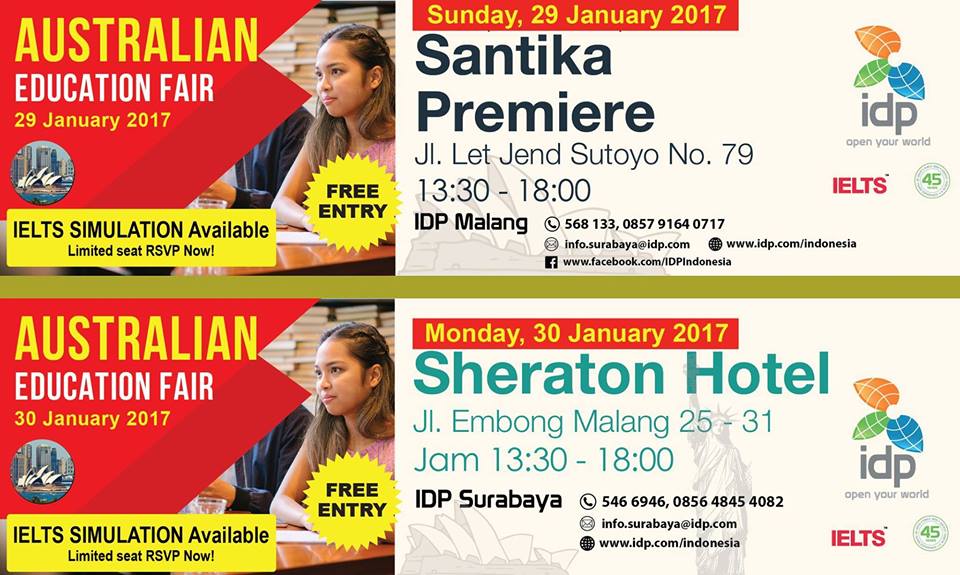 AUSTRALIAN
EDUCATION FAIR
29 January 2017
FREE
ENTRY
IELTS SIMULATION Available
Limited seat RSVP Now!
Sunday, 29 January 2017
Santika
Premiere
Jl. Let Jend Sutoyo No. 79
13:30 - 18:00
IDP Malang 568 133, 0857 9164 0717
info.surabaya@idp.com www.idp.com/indonesia
www.facebook.com/IDPIndonesia
idp
open your world
IELTS™ 45
AUSTRALIAN
EDUCATION FAIR
30 January 2017
FREE
ENTRY
IELTS SIMULATION Available
Limited seat RSVP Now!
Monday, 30 January 2017
Sheraton Hotel
Jl. Embong Malang 25 - 31
Jam 13:30 - 18:00
IDP Surabaya 546 6946, 0856 4845 4082
info.surabaya@idp.com
www.idp.com/indonesia
idp
open your world
IELTS™ 45